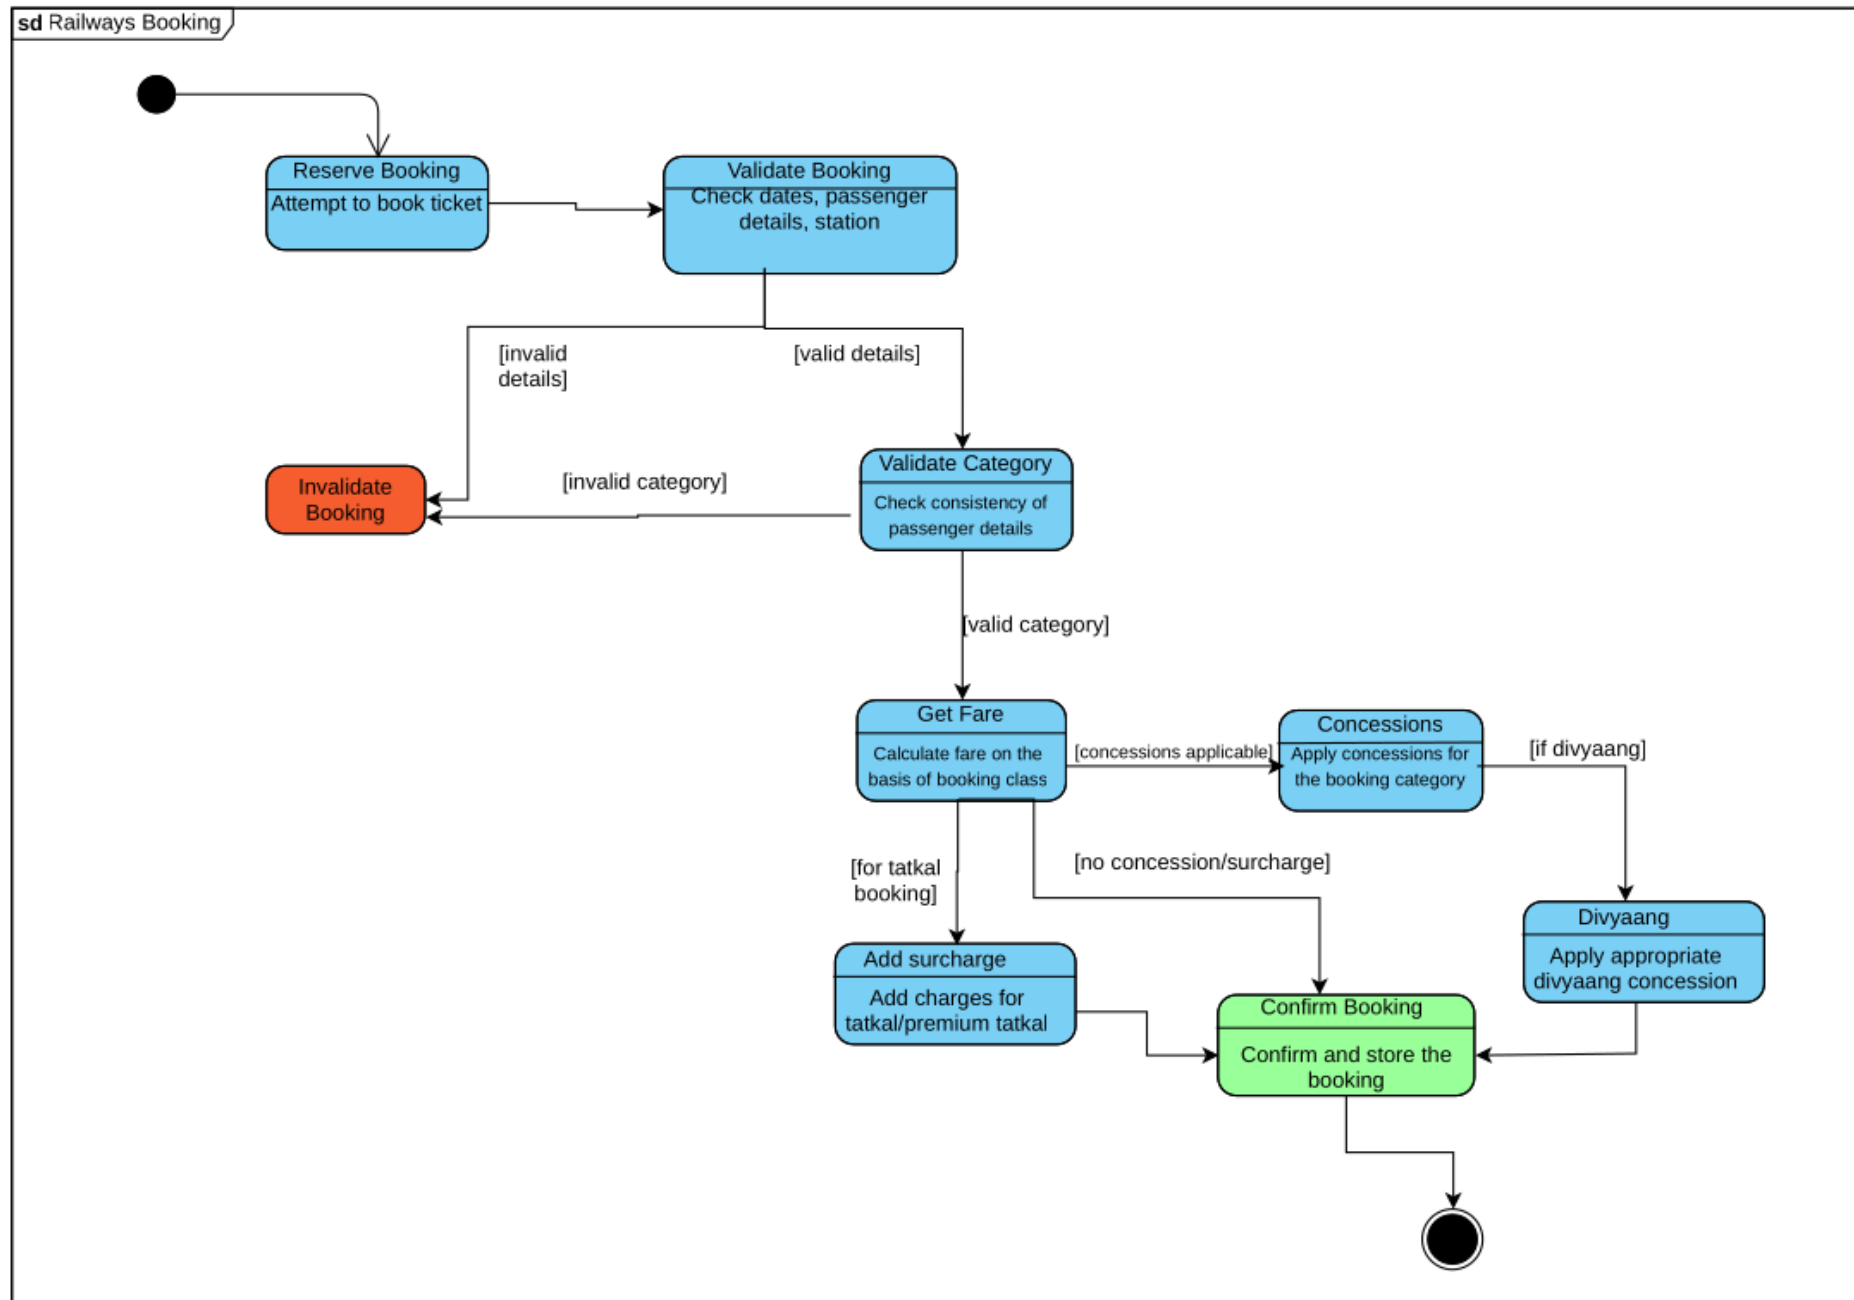 sd Railways Booking
Reserve Booking
Attempt to book ticket
Validate Booking
Check dates, passenger
details, station
[invalid
details]
[valid details]
Invalidate
Booking
[invalid category]
Validate Category
Check consistency of
passenger details
[valid category]
Get Fare
Calculate fare on the
basis of booking class
[concessions applicable]
Concessions
Apply concessions for
the booking category
[if divyaang]
[for tatkal
booking]
[no concession/surcharge]
Divyaang
Apply appropriate
divyaang concession
Add surcharge
Add charges for
tatkal/premium tatkal
Confirm Booking
Confirm and store the
booking